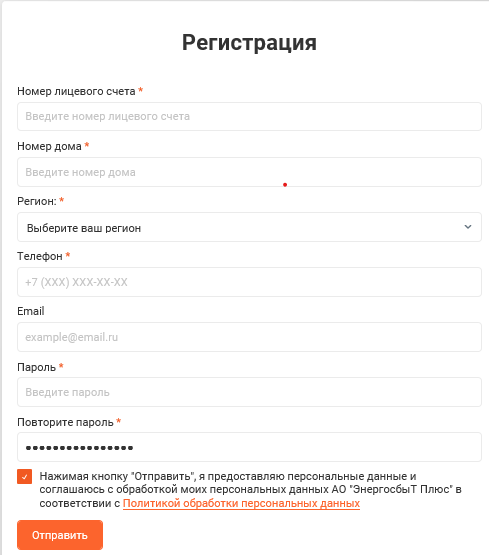 Регистрация
Номер лицевого счета *
Введите номер лицевого счета
Номер дома *
Введите номер дома
Регион: *
Выберите ваш регион
Телефон *
+7 (XXX) XXX-XX-XX
Email
example@email.ru
Пароль *
Введите пароль
Повторите пароль *
••••••••••••••••
Нажимая кнопку "Отправить", я предоставляю персональные данные и
соглашаюсь с обработкой моих персональных данных АО "ЭнергосбыТ Плюс" в
соответствии с Политикой обработки персональных данных
Отправить